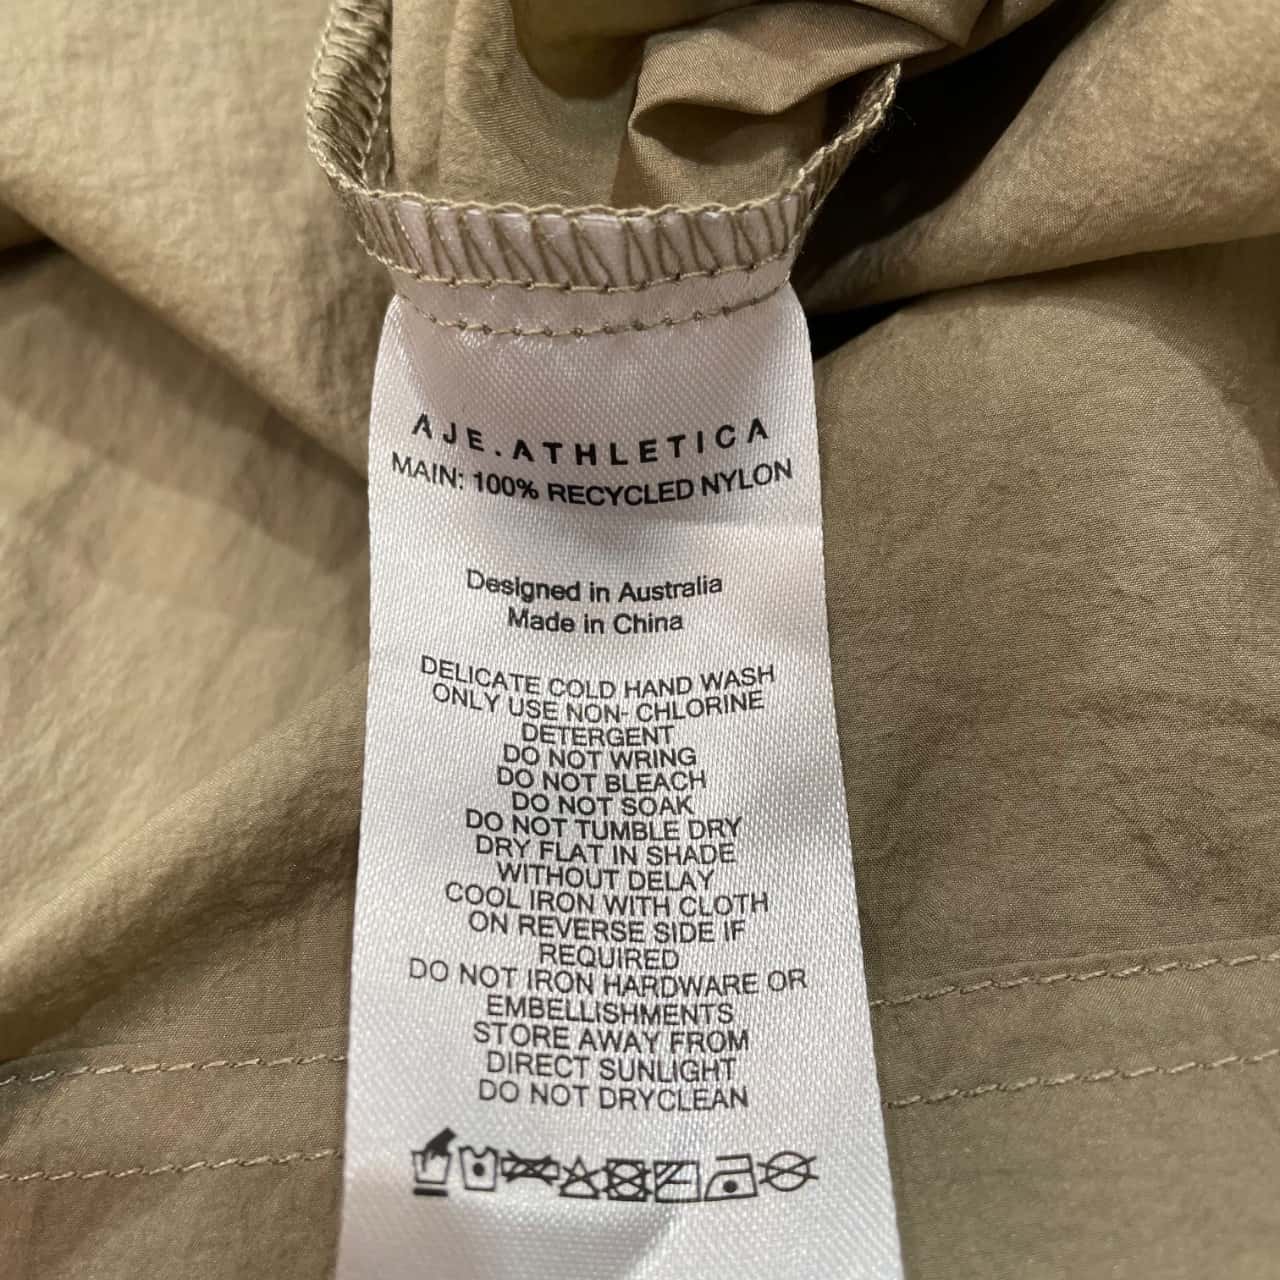 AJE.ATHLETICA
MAIN: 100% RECYCLED NYLON
Designed in Australia
Made in China
DELICATE COLD HAND WASH
ONLY USE NON- CHLORINE
DETERGENT
DO NOT WRING
DO NOT BLEACH
DO NOT SOAK
DO NOT TUMBLE DRY
DRY FLAT IN SHADE
WITHOUT DELAY
COOL IRON WITH CLOTH
ON REVERSE SIDE IF
REQUIRED
DO NOT IRON HARDWARE OR
EMBELLISHMENTS
STORE AWAY FROM
DIRECT SUNLIGHT
DO NOT DRYCLEAN